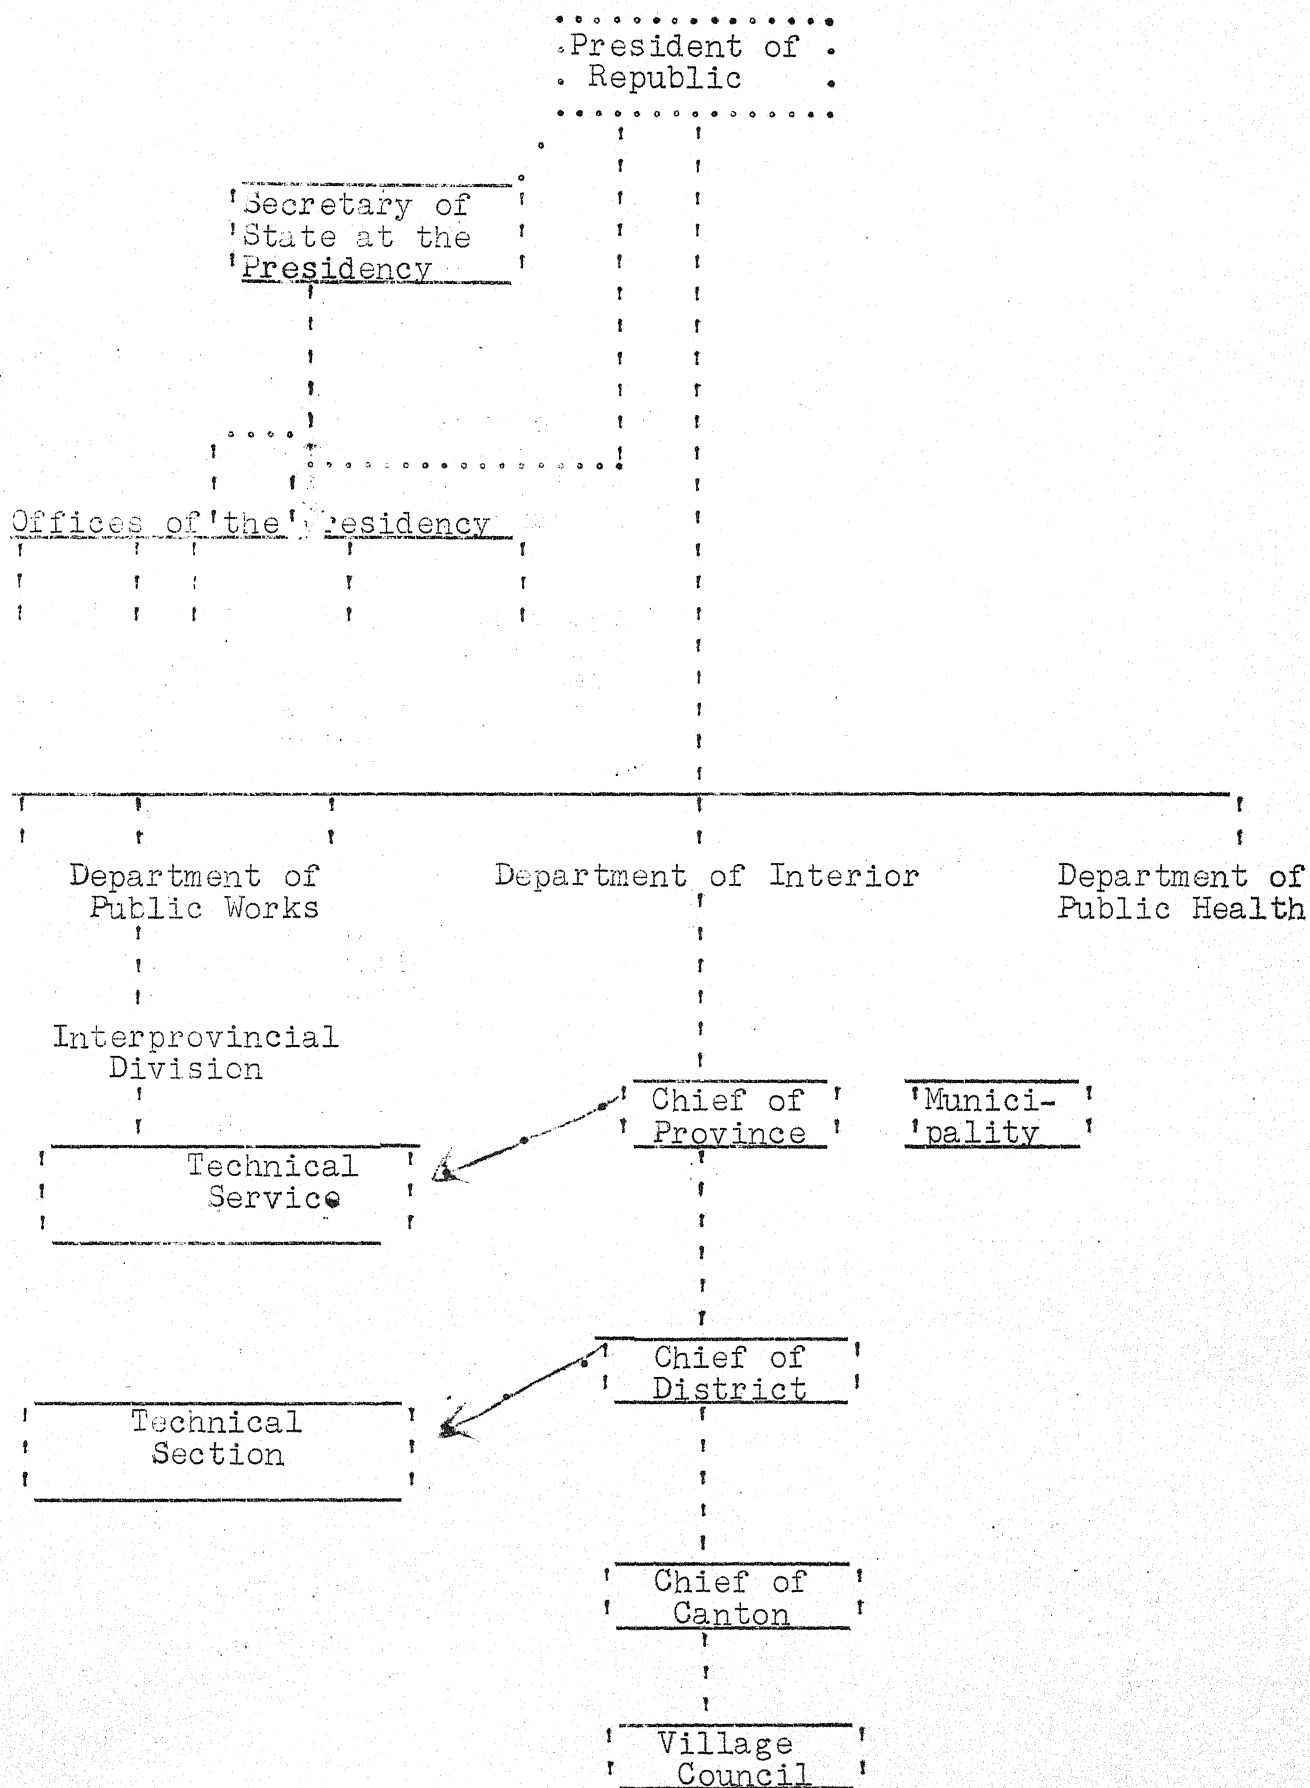 President of
Republic
Secretary of
State at the
Presidency
Offices of the Presidency
Department of
Public Works
Department of Interior
Department of
Public Health
Interprovincial
Division
Chief of
Province
Munici-
pality
Technical
Service
Chief of
District
Technical
Section
Chief of
Canton
Village
Council